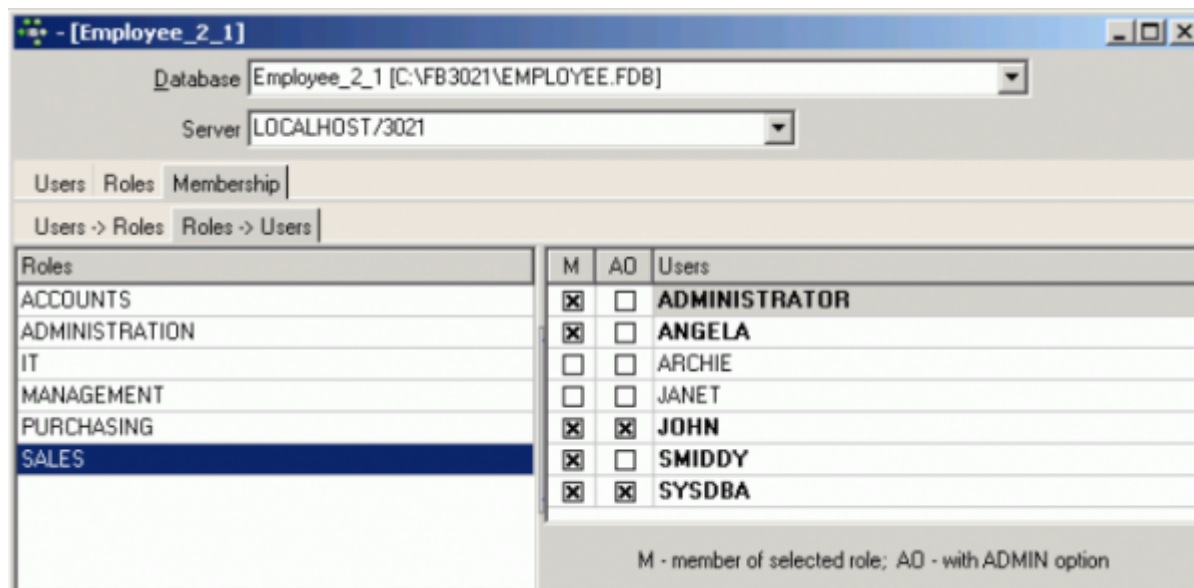 - [Employee_2_1]
Database Employee_2_1 [C:\FB3021\EMPLOYEE.FDB]
Server LOCALHOST/3021
Users Roles Membership
Users -> Roles Roles -> Users
Roles
ACCOUNTS
ADMINISTRATION
IT
MANAGEMENT
PURCHASING
SALES
M AO Users
ADMINISTRATOR
ANGELA
ARCHIE
JANET
JOHN
SMIDDY
SYSDBA
M - member of selected role; AO - with ADMIN option